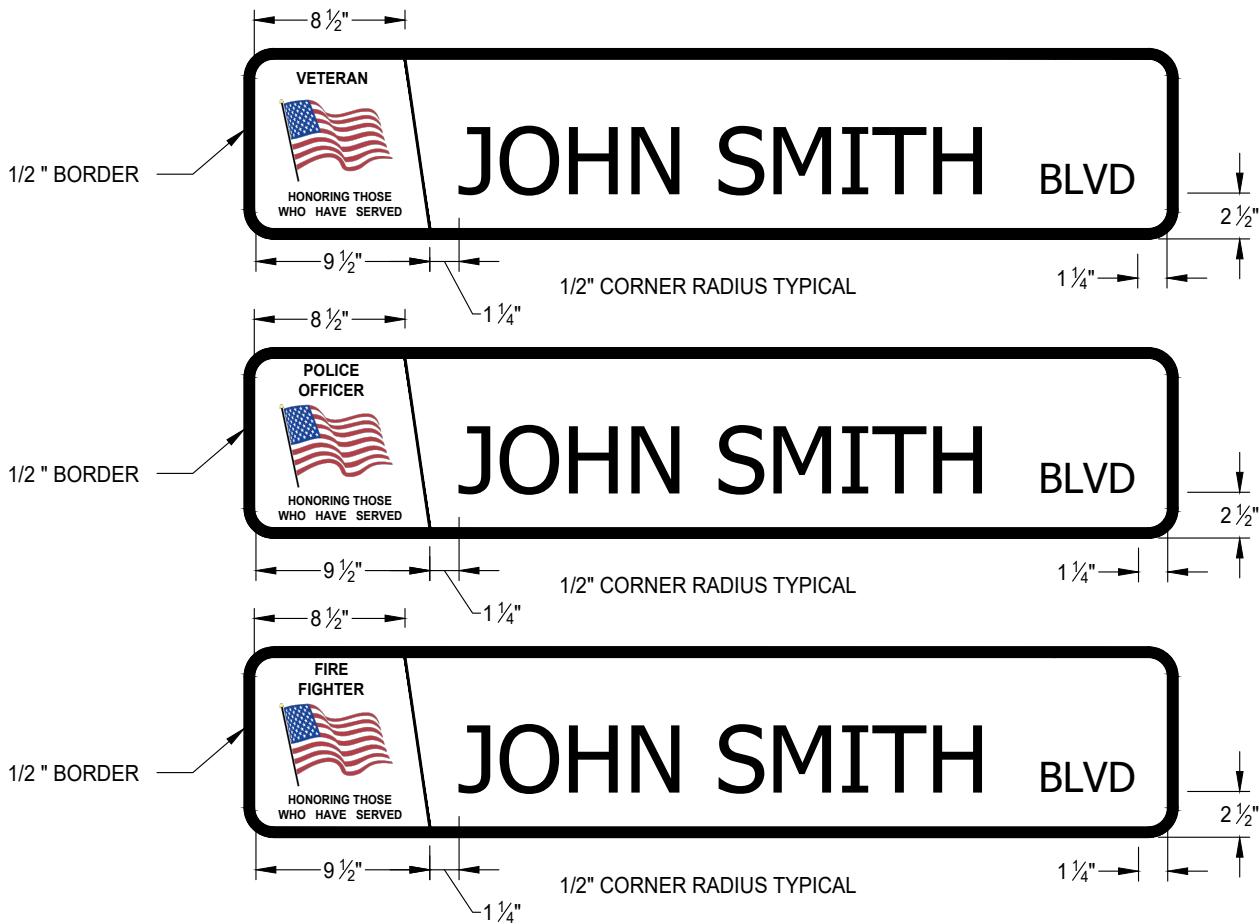 8 ½"
VETERAN
1/2 " BORDER
JOHN SMITH BLVD
HONORING THOSE
WHO HAVE SERVED
2 ½"
9 ½"
1 ¼"
1/2" CORNER RADIUS TYPICAL
1 ¼"
8 ½"
POLICE
OFFICER
1/2 " BORDER
JOHN SMITH BLVD
HONORING THOSE
WHO HAVE SERVED
2 ½"
9 ½"
1 ¼"
1/2" CORNER RADIUS TYPICAL
1 ¼"
8 ½"
FIRE
FIGHTER
1/2 " BORDER
JOHN SMITH BLVD
HONORING THOSE
WHO HAVE SERVED
2 ½"
9 ½"
1 ¼"
1/2" CORNER RADIUS TYPICAL
1 ¼"